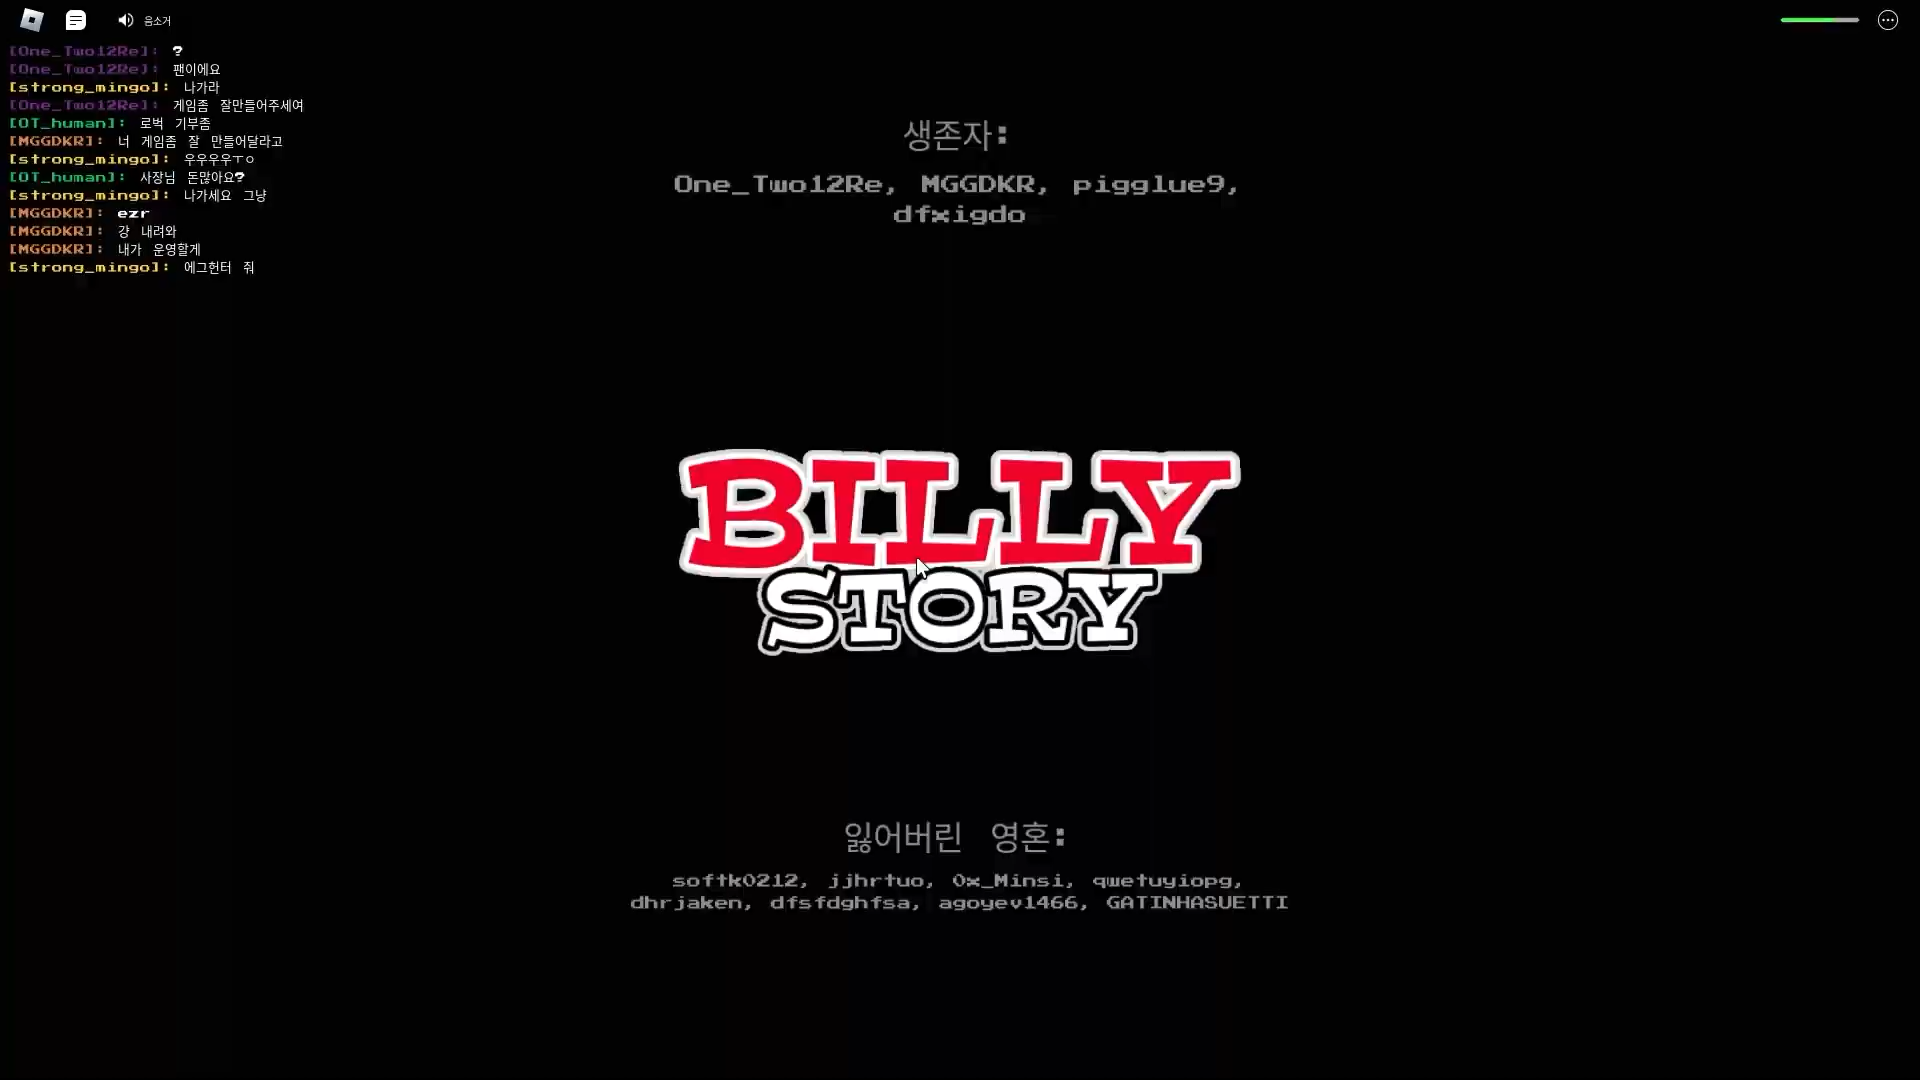 음소거
[One_Two12Re]: ?
[One_Two12Re]: 팬이에요
[strong_mingo]: 나가라
[One_Two12Re]: 게임좀 잘만들어주세여
[OT_human]: 로벅 기부좀
[MGGDKR]: 너 게임좀 잘 만들어달라고
[strong_mingo]: 우우우우ㅜㅇ
[OT_human]: 사장님 돈많아요?
[strong_mingo]: 나가세요 그냥
[MGGDKR]: ezr
[MGGDKR]: 걍 내려와
[MGGDKR]: 내가 운영할게
[strong_mingo]: 에그헌터 줘
생존자:
One_Two12Re, MGGDKR, pigglue9,
dfxigdo
BILLY
STORY
잃어버린 영혼:
softk0212, jjhrtuo, 0x_Minsi, qwetuyiopg,
dhrjaken, dfsfdghfsa, agoyev1466, GATINHASUETTI